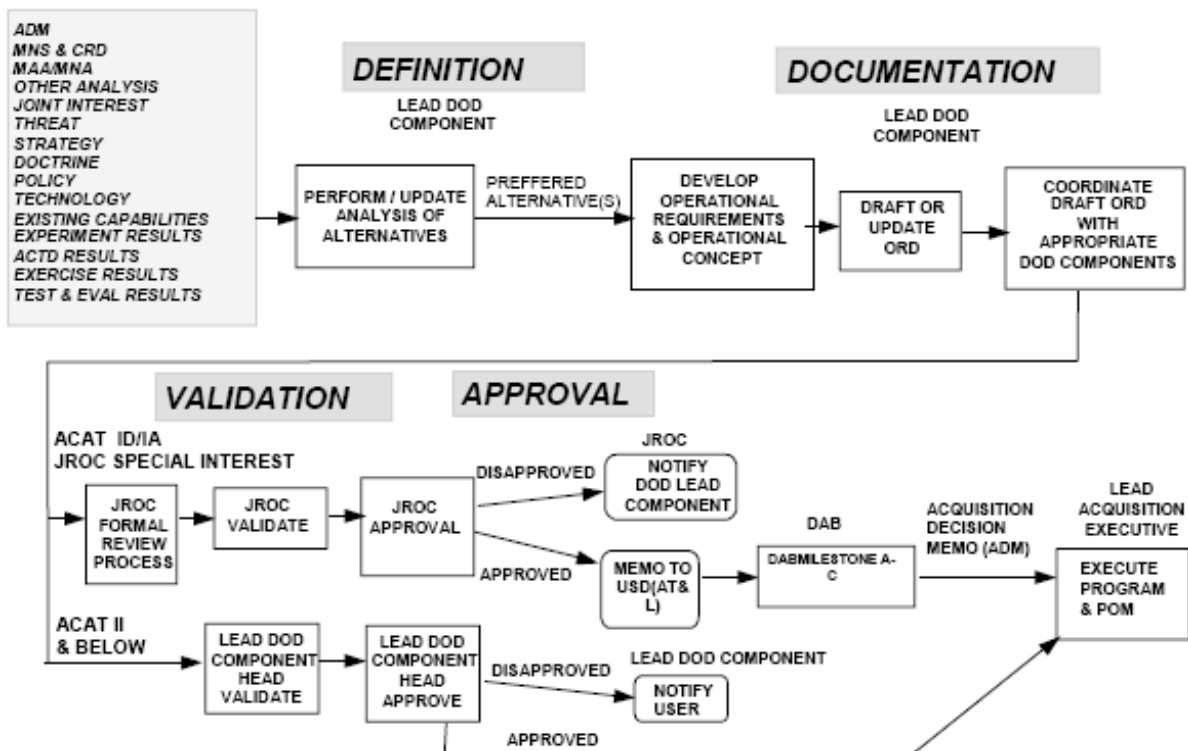 ADM
MNS & CRD
MAA/MNA
OTHER ANALYSIS
JOINT INTEREST
THREAT
STRATEGY
DOCTRINE
POLICY
TECHNOLOGY
EXISTING CAPABILITIES
EXPERIMENT RESULTS
ACTD RESULTS
EXERCISE RESULTS
TEST & EVAL RESULTS
DEFINITION
LEAD DOD
COMPONENT
PERFORM / UPDATE
ANALYSIS OF
ALTERNATIVES
PREFFERED
ALTERNATIVE(S)
DOCUMENTATION
LEAD DOD
COMPONENT
DEVELOP
OPERATIONAL
REQUIREMENTS
& OPERATIONAL
CONCEPT
DRAFT OR
UPDATE
ORD
COORDINATE
DRAFT ORD
WITH
APPROPRIATE
DOD COMPONENTS
VALIDATION
APPROVAL
ACAT ID/IA
JROC SPECIAL INTEREST
JROC
FORMAL
REVIEW
PROCESS
JROC
VALIDATE
JROC
APPROVAL
DISAPPROVED
JROC
NOTIFY
DOD LEAD
COMPONENT
APPROVED
MEMO TO
USD(AT&
L)
DAB
DABMILESTONE A-
C
ACQUISITION
DECISION
MEMO (ADM)
LEAD
ACQUISITION
EXECUTIVE
EXECUTE
PROGRAM
& POM
ACAT II
& BELOW
LEAD DOD
COMPONENT
HEAD
VALIDATE
LEAD DOD
COMPONENT
HEAD
APPROVE
DISAPPROVED
LEAD DOD COMPONENT
NOTIFY
USER
APPROVED